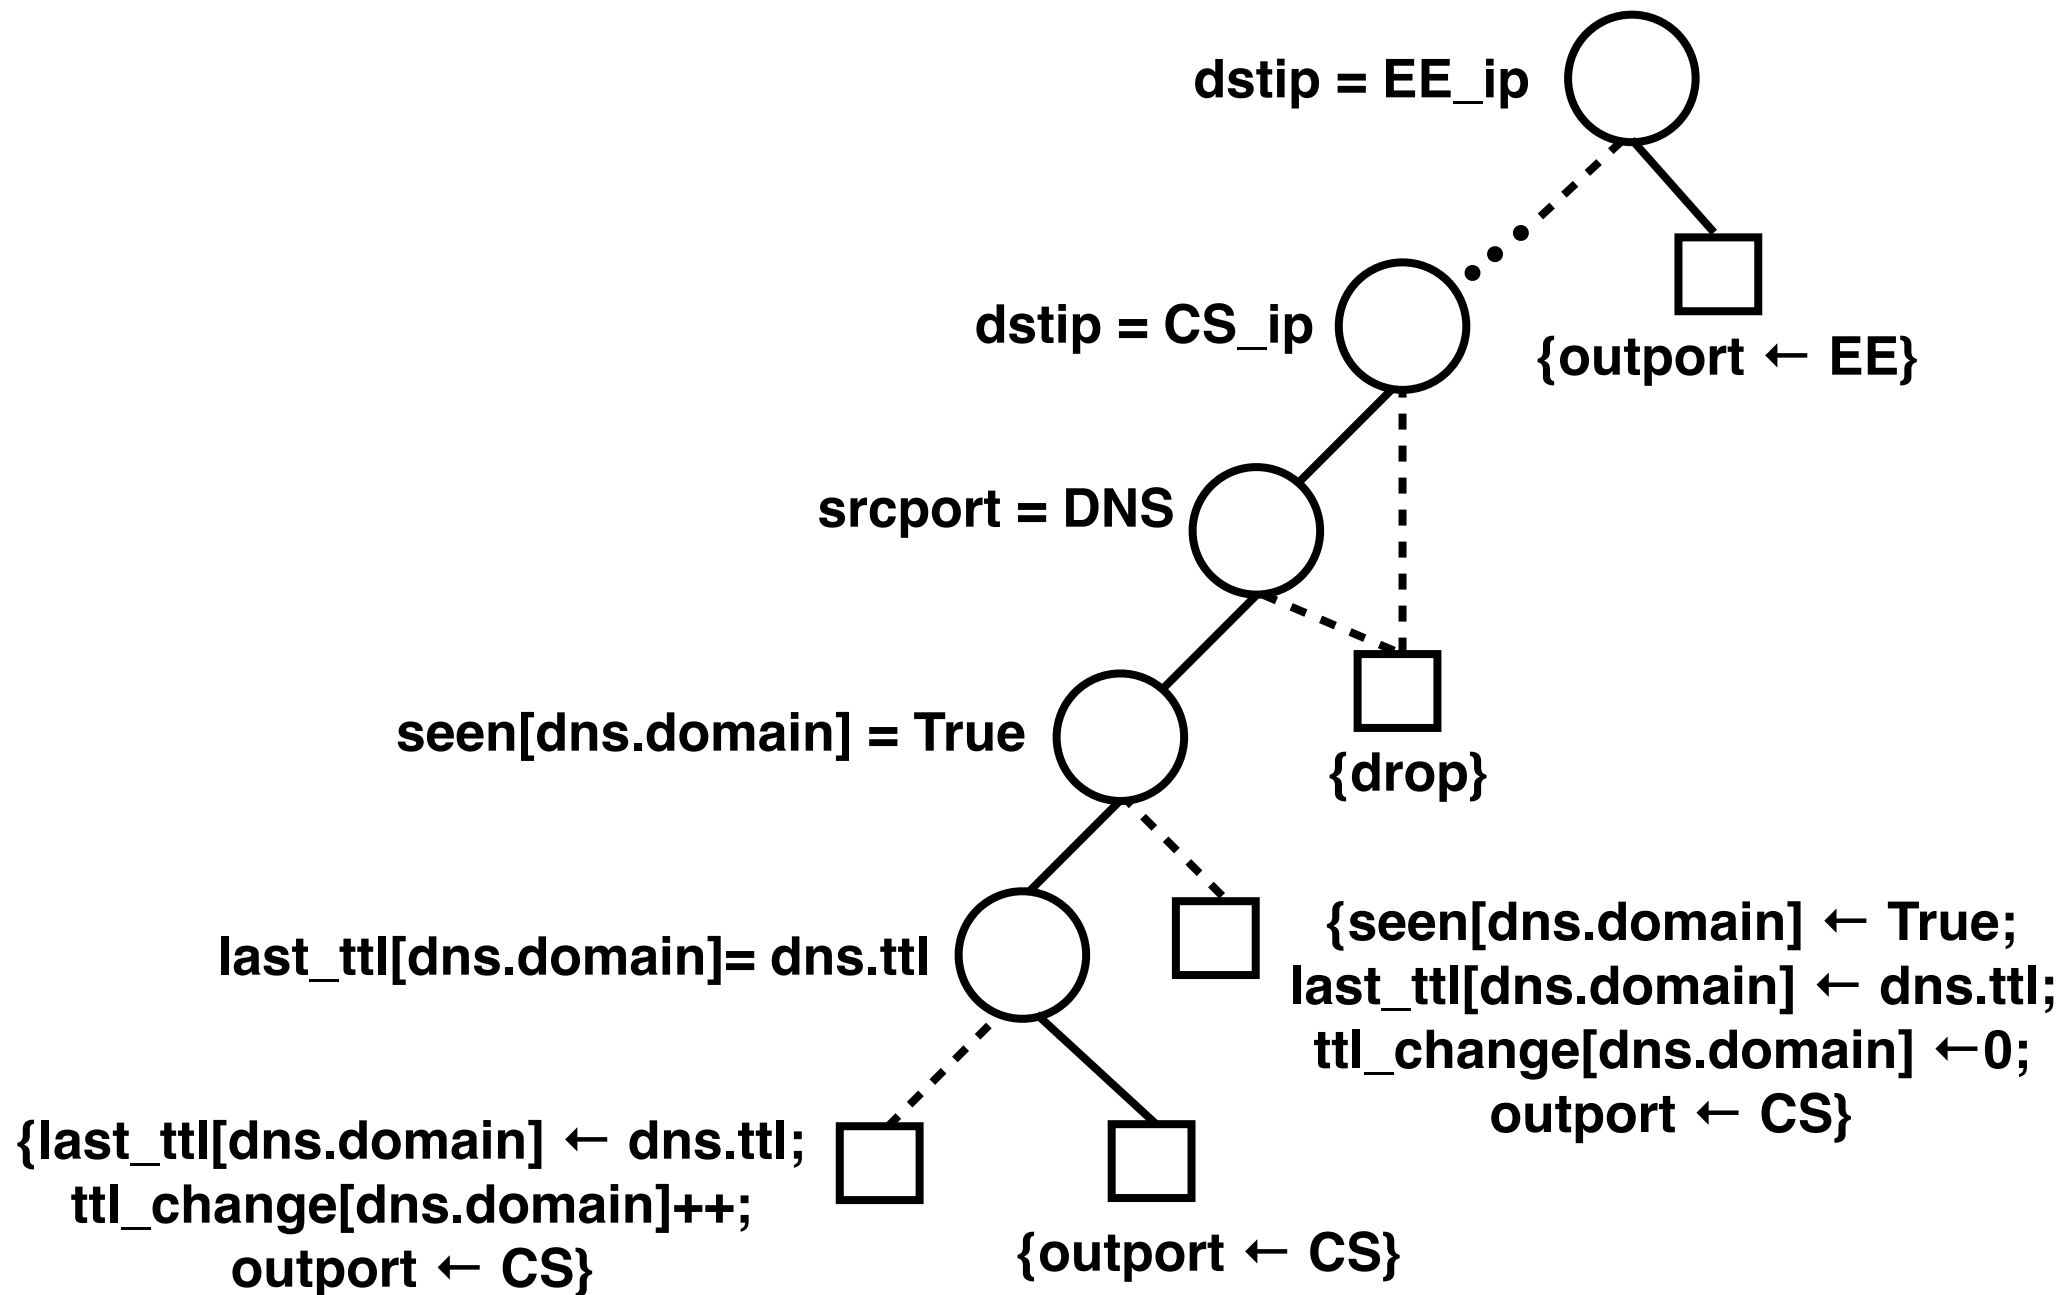 dstip = EE_ip
dstip = CS_ip
{outport ← EE}
srcport = DNS
seen[dns.domain] = True
{drop}
last_ttl[dns.domain]= dns.ttl
{seen[dns.domain] ← True;
last_ttl[dns.domain] ← dns.ttl;
ttl_change[dns.domain] ←0;
outport ← CS}
{last_ttl[dns.domain] ← dns.ttl;
ttl_change[dns.domain]++;
outport ← CS}
{outport ← CS}